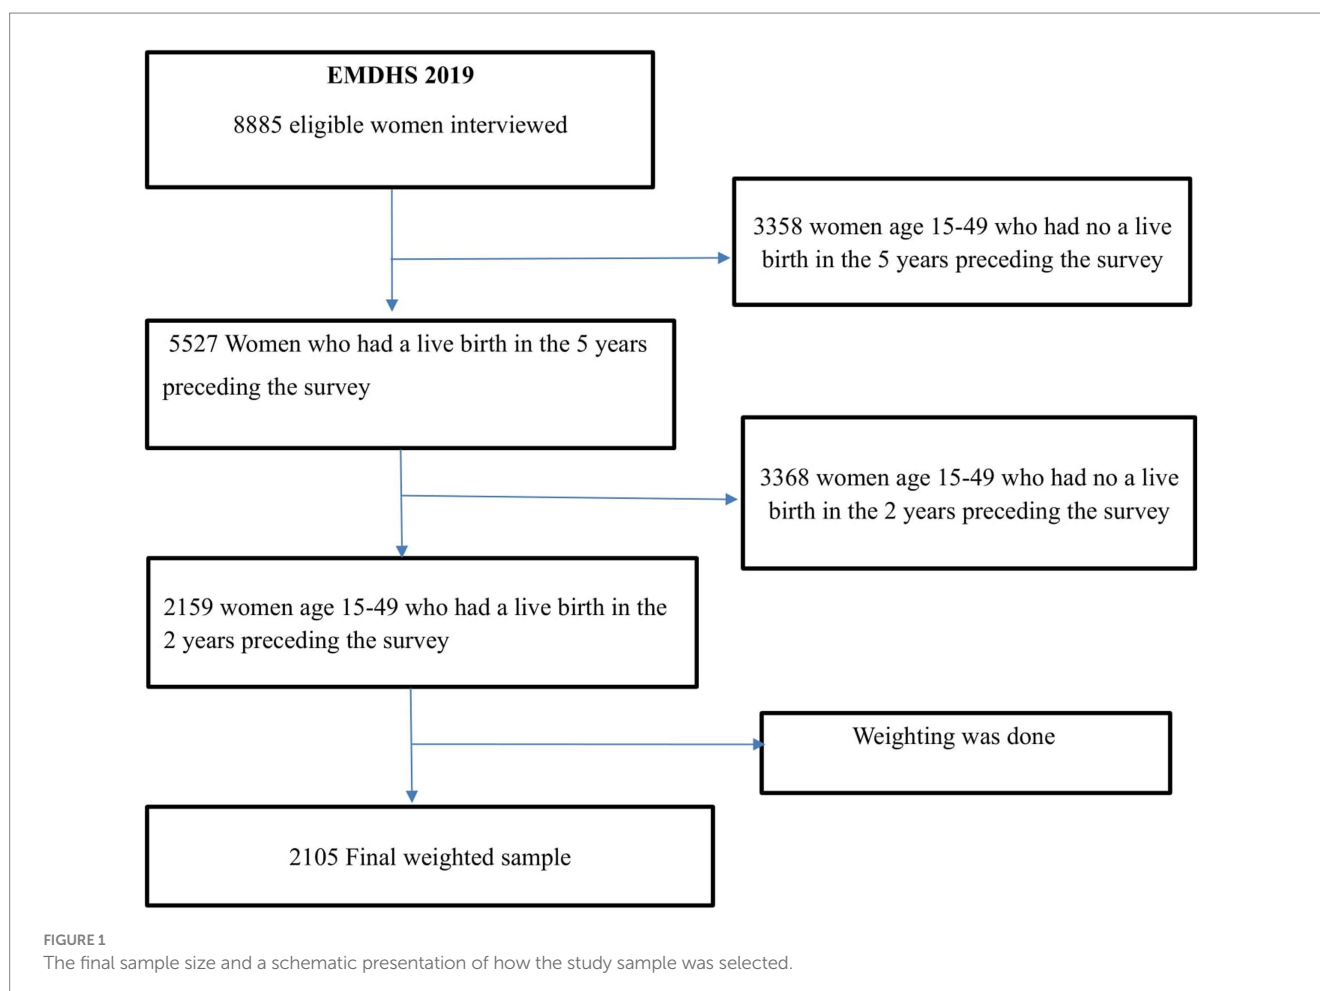 EMDHS 2019
8885 eligible women interviewed
3358 women age 15-49 who had no a live
birth in the 5 years preceding the survey
5527 Women who had a live birth in the 5 years
preceding the survey
3368 women age 15-49 who had no a live
birth in the 2 years preceding the survey
2159 women age 15-49 who had a live birth in the
2 years preceding the survey
Weighting was done
2105 Final weighted sample
FIGURE 1
The final sample size and a schematic presentation of how the study sample was selected.